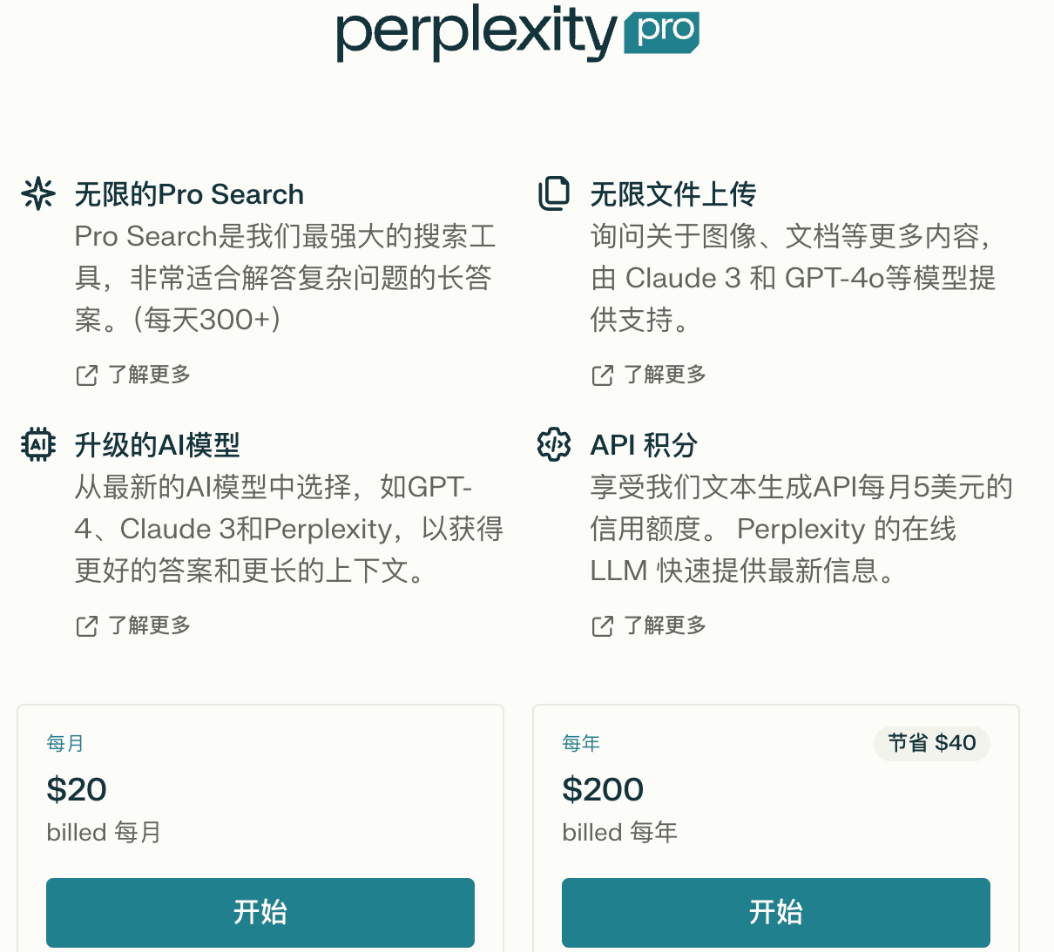 perplexity pro
无限的Pro Search
Pro Search是我们最强大的搜索工
具，非常适合解答复杂问题的长答
案。（每天300+）
了解更多
无限文件上传
询问关于图像、文档等更多内容，
由 Claude 3 和 GPT-4o等模型提
供支持。
了解更多
AI
升级的AI模型
从最新的AI模型中选择，如GPT-
4、Claude 3和Perplexity，以获得
更好的答案和更长的上下文。
了解更多
API 积分
享受我们文本生成API每月5美元的
信用额度。 Perplexity 的在线
LLM 快速提供最新信息。
了解更多
每月
$20
billed 每月
开始
每年
节省 $40
$200
billed 每年
开始